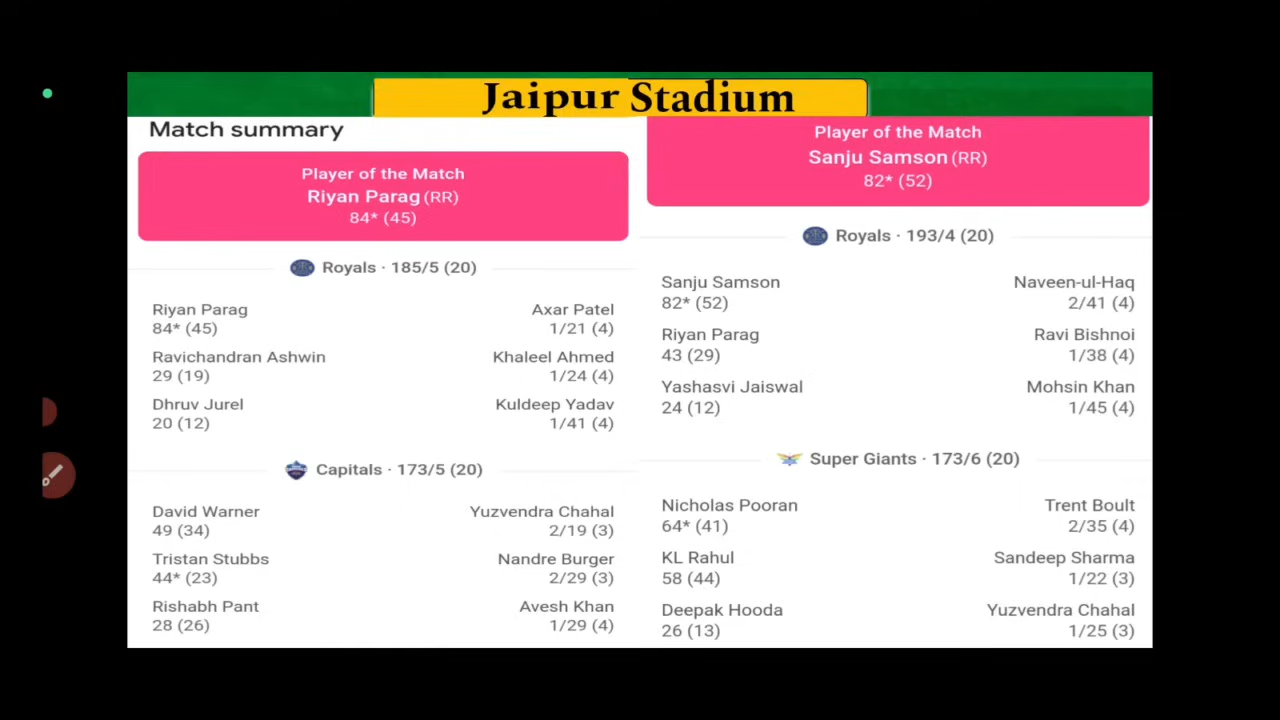 Jaipur Stadium
Match summary
Player of the Match
Riyan Parag (RR)
84* (45)
Royals · 185/5 (20)
Riyan Parag Axar Patel
84* (45) 1/21 (4)
Ravichandran Ashwin Khaleel Ahmed
29 (19) 1/24 (4)
Dhruv Jurel Kuldeep Yadav
20 (12) 1/41 (4)
Capitals · 173/5 (20)
David Warner Yuzvendra Chahal
49 (34) 2/19 (3)
Tristan Stubbs Nandre Burger
44* (23) 2/29 (3)
Rishabh Pant Avesh Khan
28 (26) 1/29 (4)
Player of the Match
Sanju Samson (RR)
82* (52)
Royals · 193/4 (20)
Sanju Samson Naveen-ul-Haq
82* (52) 2/41 (4)
Riyan Parag Ravi Bishnoi
43 (29) 1/38 (4)
Yashasvi Jaiswal Mohsin Khan
24 (12) 1/45 (4)
Super Giants · 173/6 (20)
Nicholas Pooran Trent Boult
64* (41) 2/35 (4)
KL Rahul Sandeep Sharma
58 (44) 1/22 (3)
Deepak Hooda Yuzvendra Chahal
26 (13) 1/25 (3)